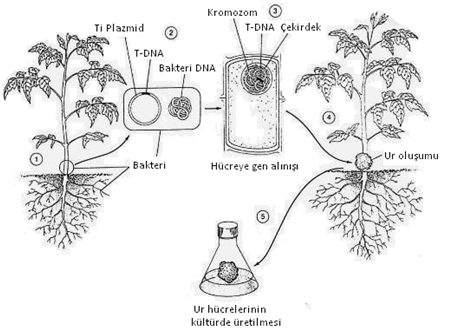 Kromozom
Ti Plazmid
2
3
T-DNA Çekirdek
T-DNA
Bakteri DNA
4
1
Bakteri
Hücreye gen alınışı
Ur oluşumu
5
Ur hücrelerinin
kültürde üretilmesi